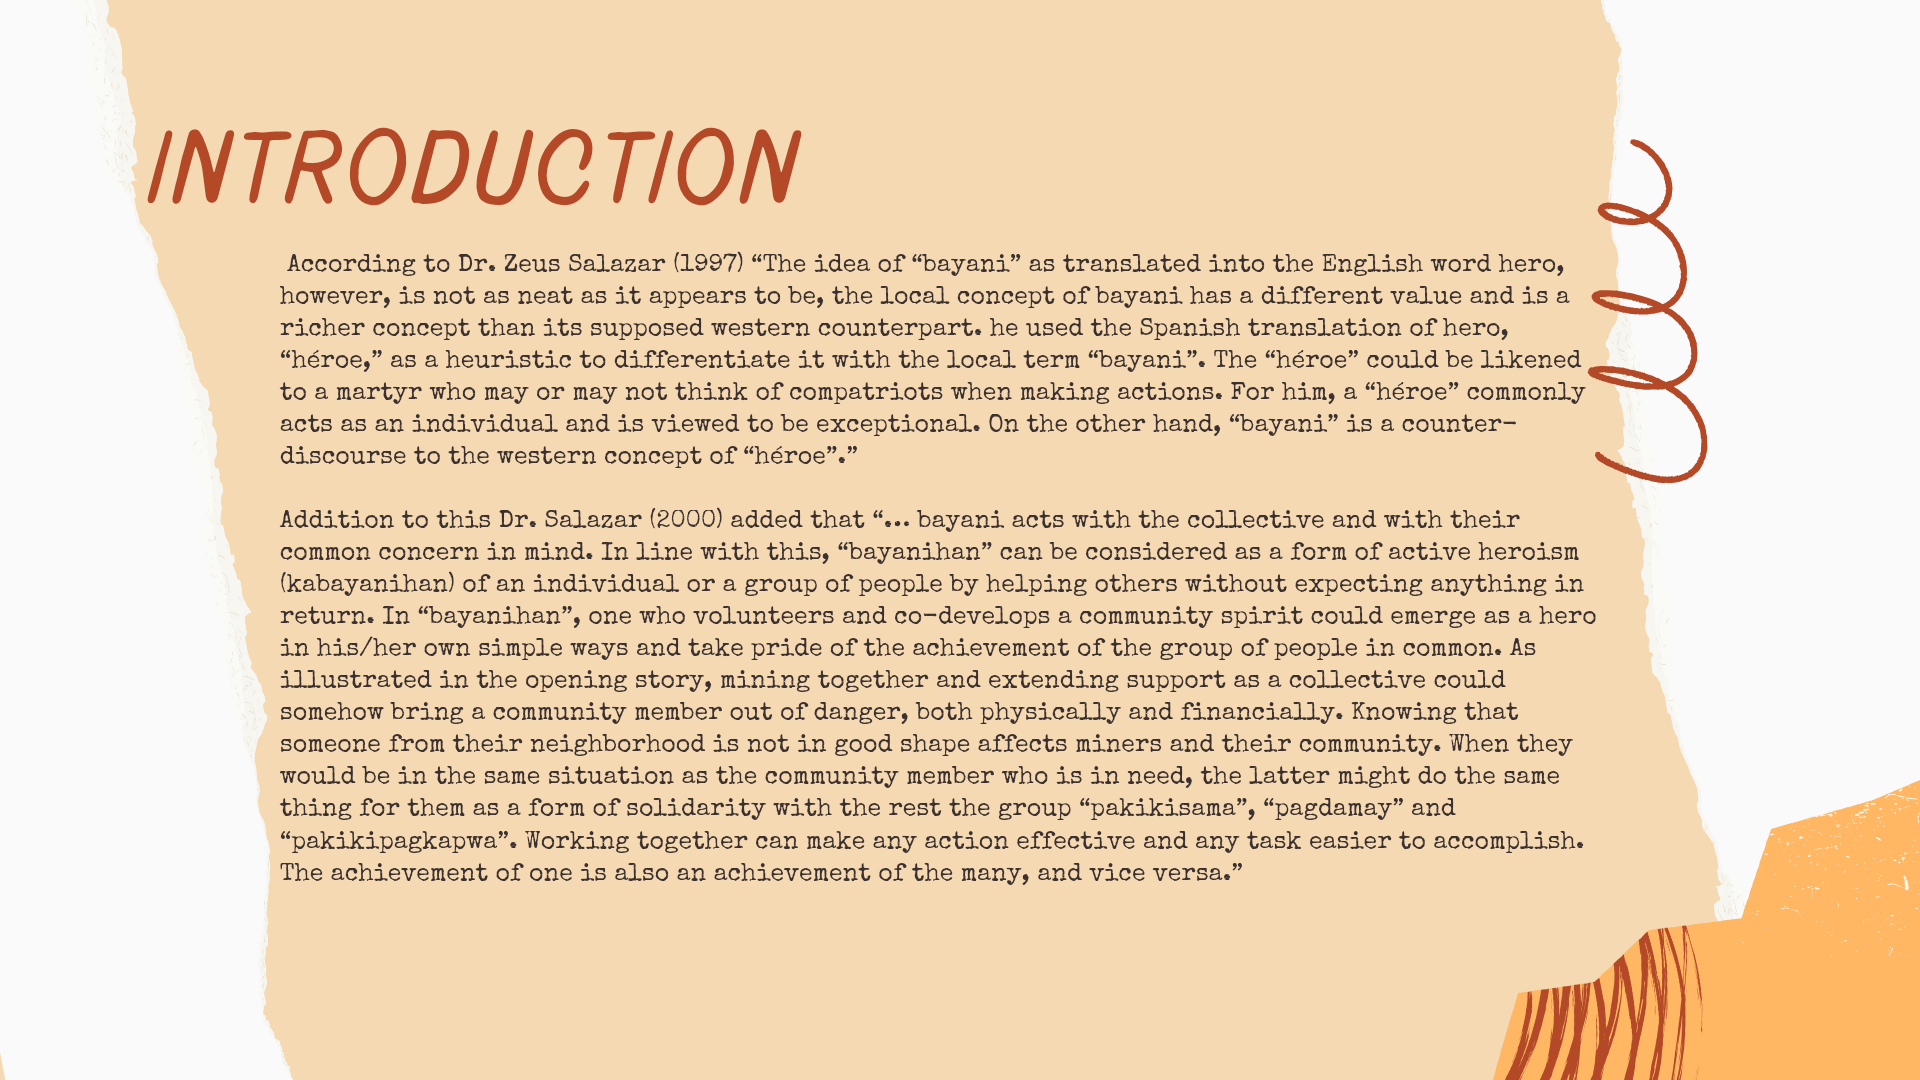 INTRODUCTION
According to Dr. Zeus Salazar (1997) “The idea of “bayani” as translated into the English word hero,
however, is not as neat as it appears to be, the local concept of bayani has a different value and is a
richer concept than its supposed western counterpart. he used the Spanish translation of hero,
“héroe,” as a heuristic to differentiate it with the local term “bayani”. The “héroe” could be likened
to a martyr who may or may not think of compatriots when making actions. For him, a “héroe” commonly
acts as an individual and is viewed to be exceptional. On the other hand, “bayani” is a counter-
discourse to the western concept of “héroe”.”
Addition to this Dr. Salazar (2000) added that “... bayani acts with the collective and with their
common concern in mind. In line with this, “bayanihan” can be considered as a form of active heroism
(kabayanihan) of an individual or a group of people by helping others without expecting anything in
return. In “bayanihan”, one who volunteers and co-develops a community spirit could emerge as a hero
in his/her own simple ways and take pride of the achievement of the group of people in common. As
illustrated in the opening story, mining together and extending support as a collective could
somehow bring a community member out of danger, both physically and financially. Knowing that
someone from their neighborhood is not in good shape affects miners and their community. When they
would be in the same situation as the community member who is in need, the latter might do the same
thing for them as a form of solidarity with the rest the group “pakikisama”, “pagdamay” and
“pakikipagkapwa”. Working together can make any action effective and any task easier to accomplish.
The achievement of one is also an achievement of the many, and vice versa.”